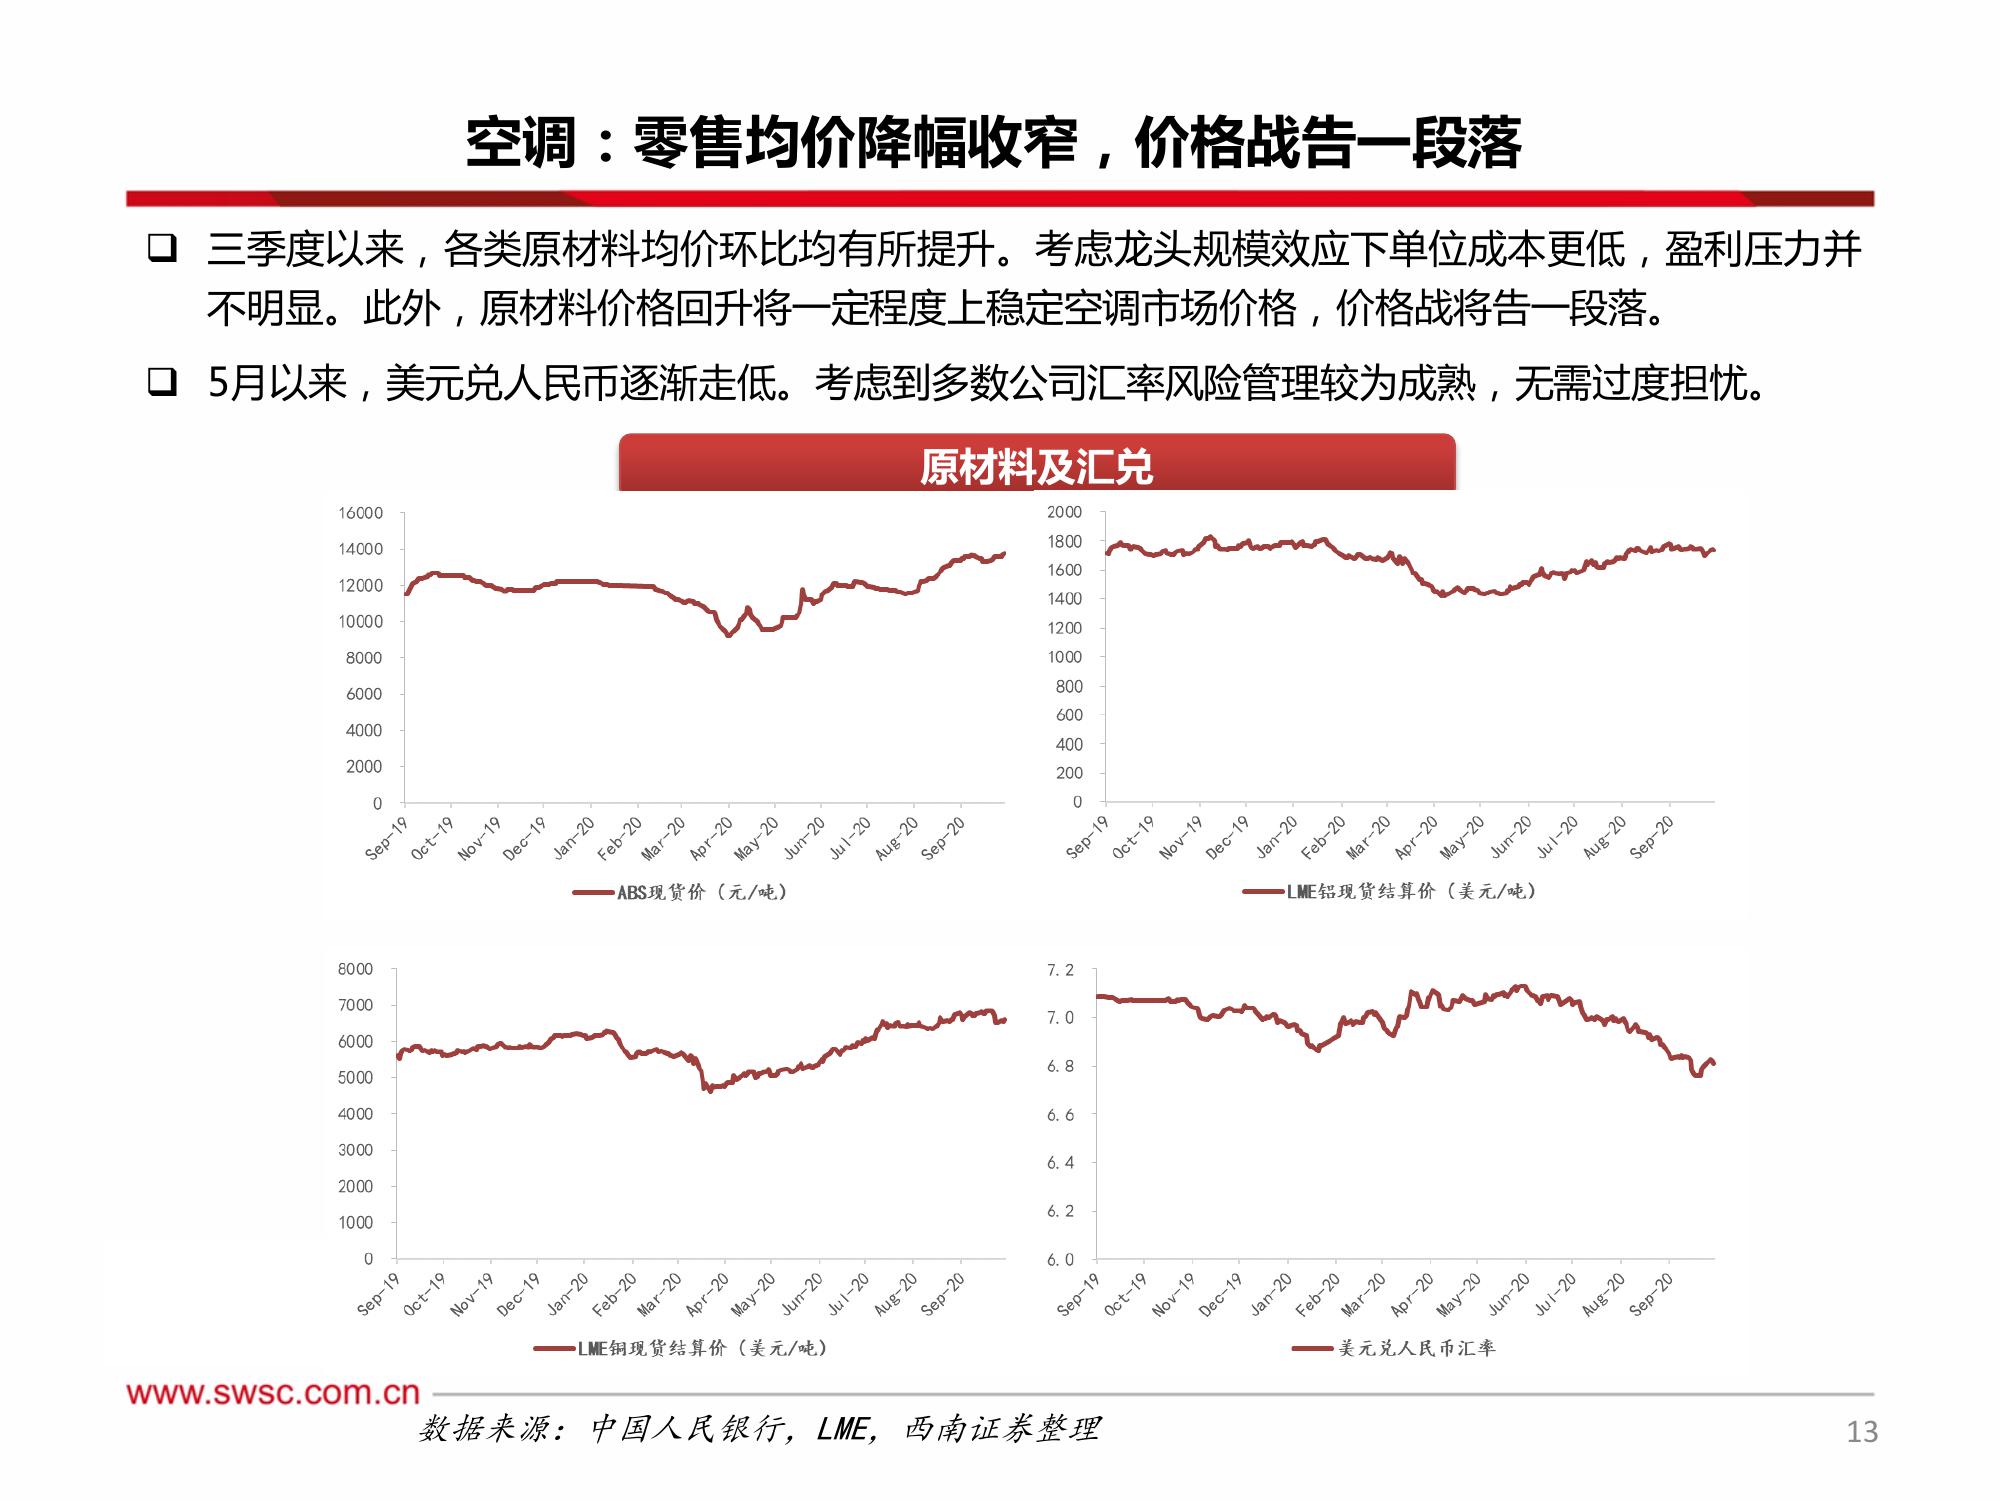 空调：零售均价降幅收窄，价格战告一段落
三季度以来，各类原材料均价环比均有所提升。考虑龙头规模效应下单位成本更低，盈利压力并
不明显。此外，原材料价格回升将一定程度上稳定空调市场价格，价格战将告一段落。
5月以来，美元兑人民币逐渐走低。考虑到多数公司汇率风险管理较为成熟，无需过度担忧。
原材料及汇兑
16000
14000
12000
10000
8000
6000
4000
2000
0
Sep-19 Oct-19 Nov-19 Dec-19 Jan-20 Feb-20 Mar-20 Apr-20 May-20 Jun-20 Jul-20 Aug-20 Sep-20
ABS现货价（元/吨）
2000
1800
1600
1400
1200
1000
800
600
400
200
0
Sep-19 Oct-19 Nov-19 Dec-19 Jan-20 Feb-20 Mar-20 Apr-20 May-20 Jun-20 Jul-20 Aug-20 Sep-20
LME铝现货结算价（美元/吨）
8000
7000
6000
5000
4000
3000
2000
1000
0
Sep-19 Oct-19 Nov-19 Dec-19 Jan-20 Feb-20 Mar-20 Apr-20 May-20 Jun-20 Jul-20 Aug-20 Sep-20
LME铜现货结算价（美元/吨）
7.2
7.0
6.8
6.6
6.4
6.2
6.0
Sep-19 Oct-19 Nov-19 Dec-19 Jan-20 Feb-20 Mar-20 Apr-20 May-20 Jun-20 Jul-20 Aug-20 Sep-20
美元兑人民币汇率
www.swsc.com.cn
数据来源：中国人民银行，LME，西南证券整理
13